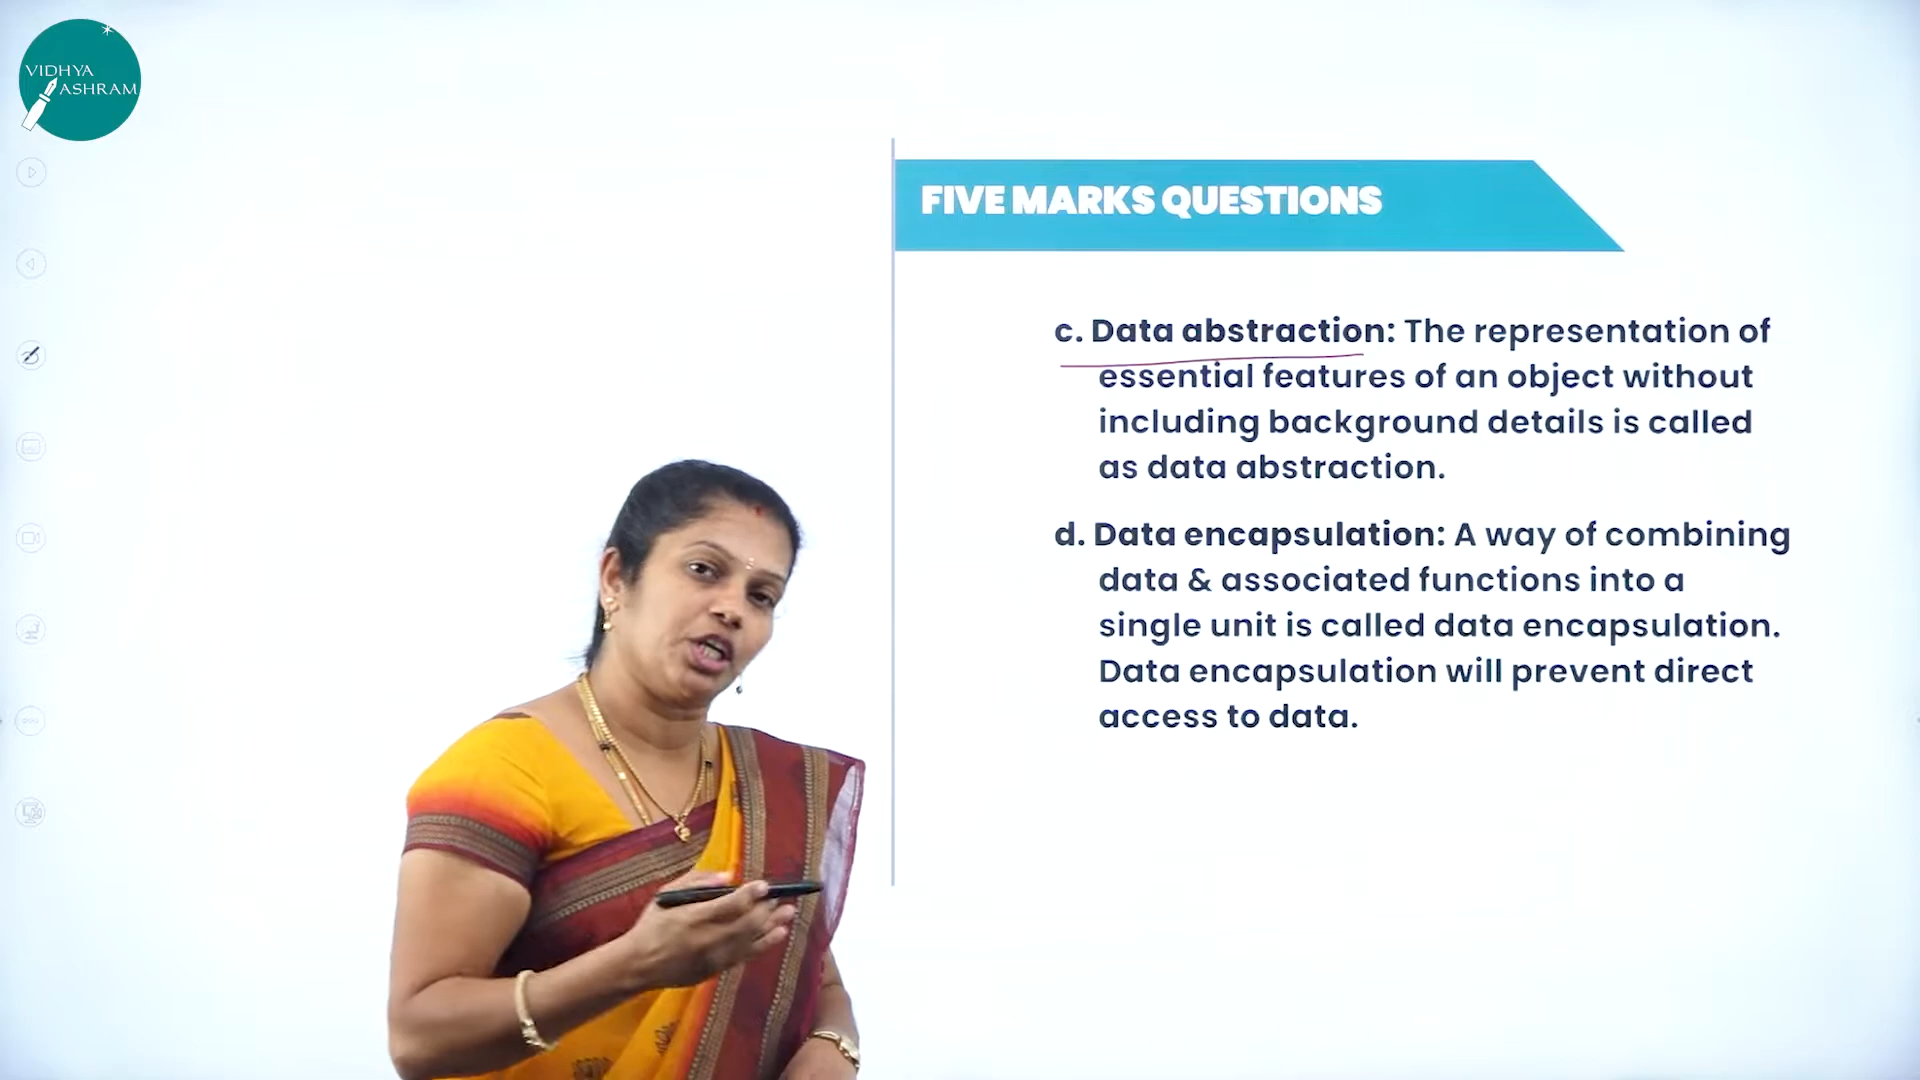 VIDHYA
ASHRAM
FIVE MARKS QUESTIONS
c. Data abstraction: The representation of
essential features of an object without
including background details is called
as data abstraction.
d. Data encapsulation: A way of combining
data & associated functions into a
single unit is called data encapsulation.
Data encapsulation will prevent direct
access to data.